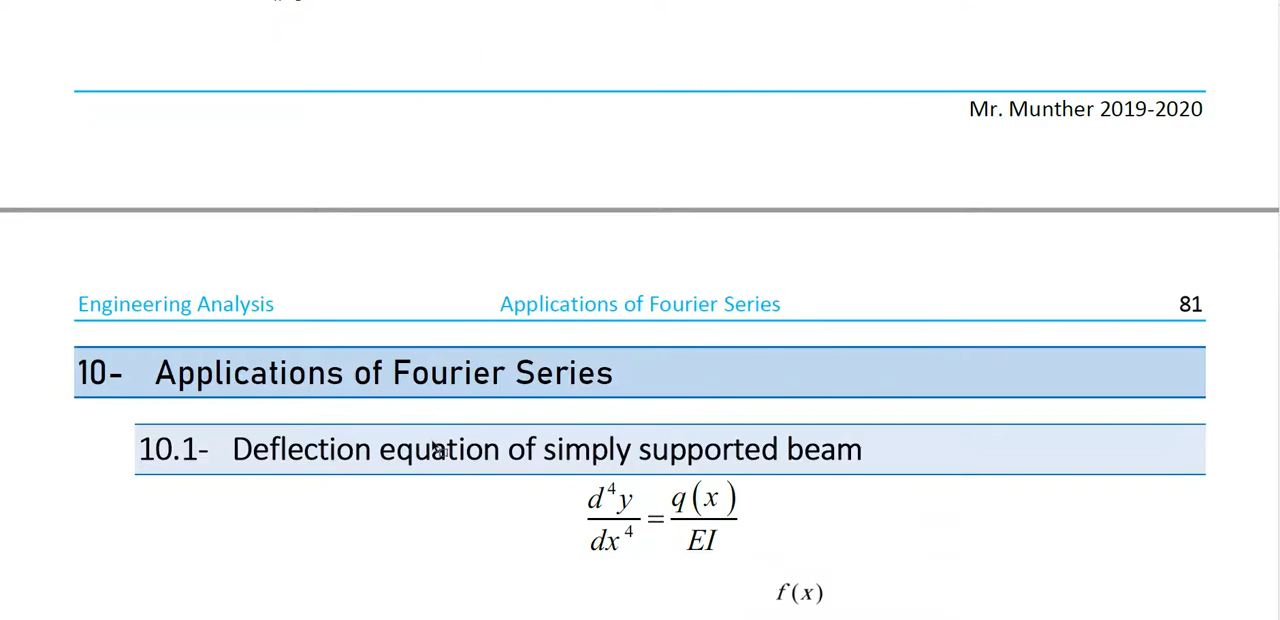 Mr. Munther 2019-2020
Engineering Analysis Applications of Fourier Series 81
10- Applications of Fourier Series
10.1- Deflection equation of simply supported beam
d⁴y/dx⁴ = q(x)/EI
f(x)